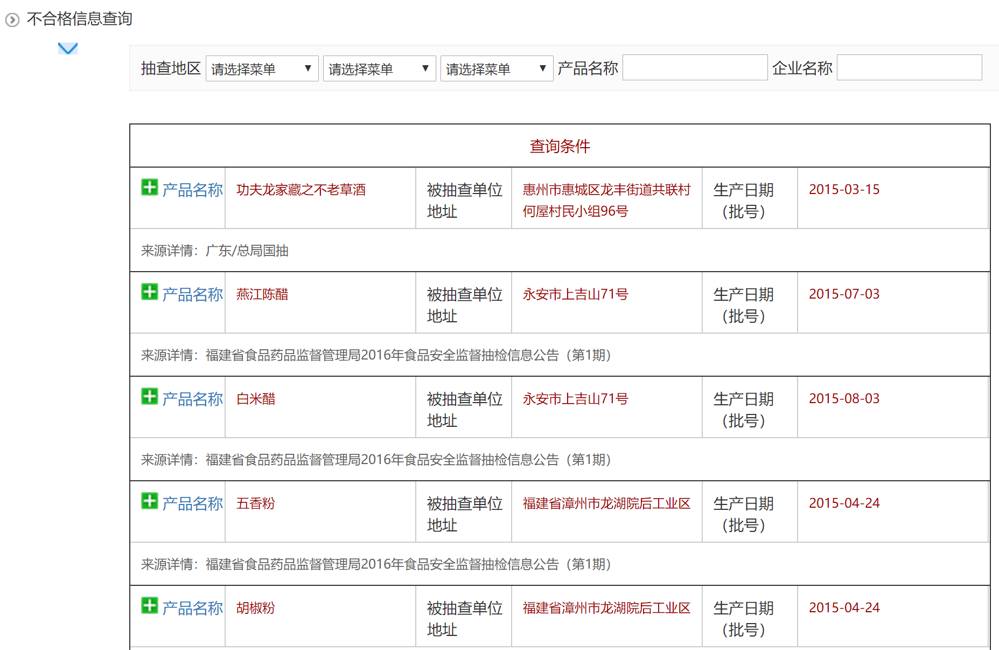 不合格信息查询
抽查地区 请选择菜单 请选择菜单 请选择菜单 产品名称 企业名称
查询条件
产品名称 功夫龙家藏之不老草酒 被抽查单位地址 惠州市惠城区龙丰街道共联村何屋村民小组96号 生产日期（批号） 2015-03-15
来源详情：广东/总局国抽
产品名称 燕江陈醋 被抽查单位地址 永安市上吉山71号 生产日期（批号） 2015-07-03
来源详情：福建省食品药品监督管理局2016年食品安全监督抽检信息公告（第1期）
产品名称 白米醋 被抽查单位地址 永安市上吉山71号 生产日期（批号） 2015-08-03
来源详情：福建省食品药品监督管理局2016年食品安全监督抽检信息公告（第1期）
产品名称 五香粉 被抽查单位地址 福建省漳州市龙湖院后工业区 生产日期（批号） 2015-04-24
来源详情：福建省食品药品监督管理局2016年食品安全监督抽检信息公告（第1期）
产品名称 胡椒粉 被抽查单位地址 福建省漳州市龙湖院后工业区 生产日期（批号） 2015-04-24